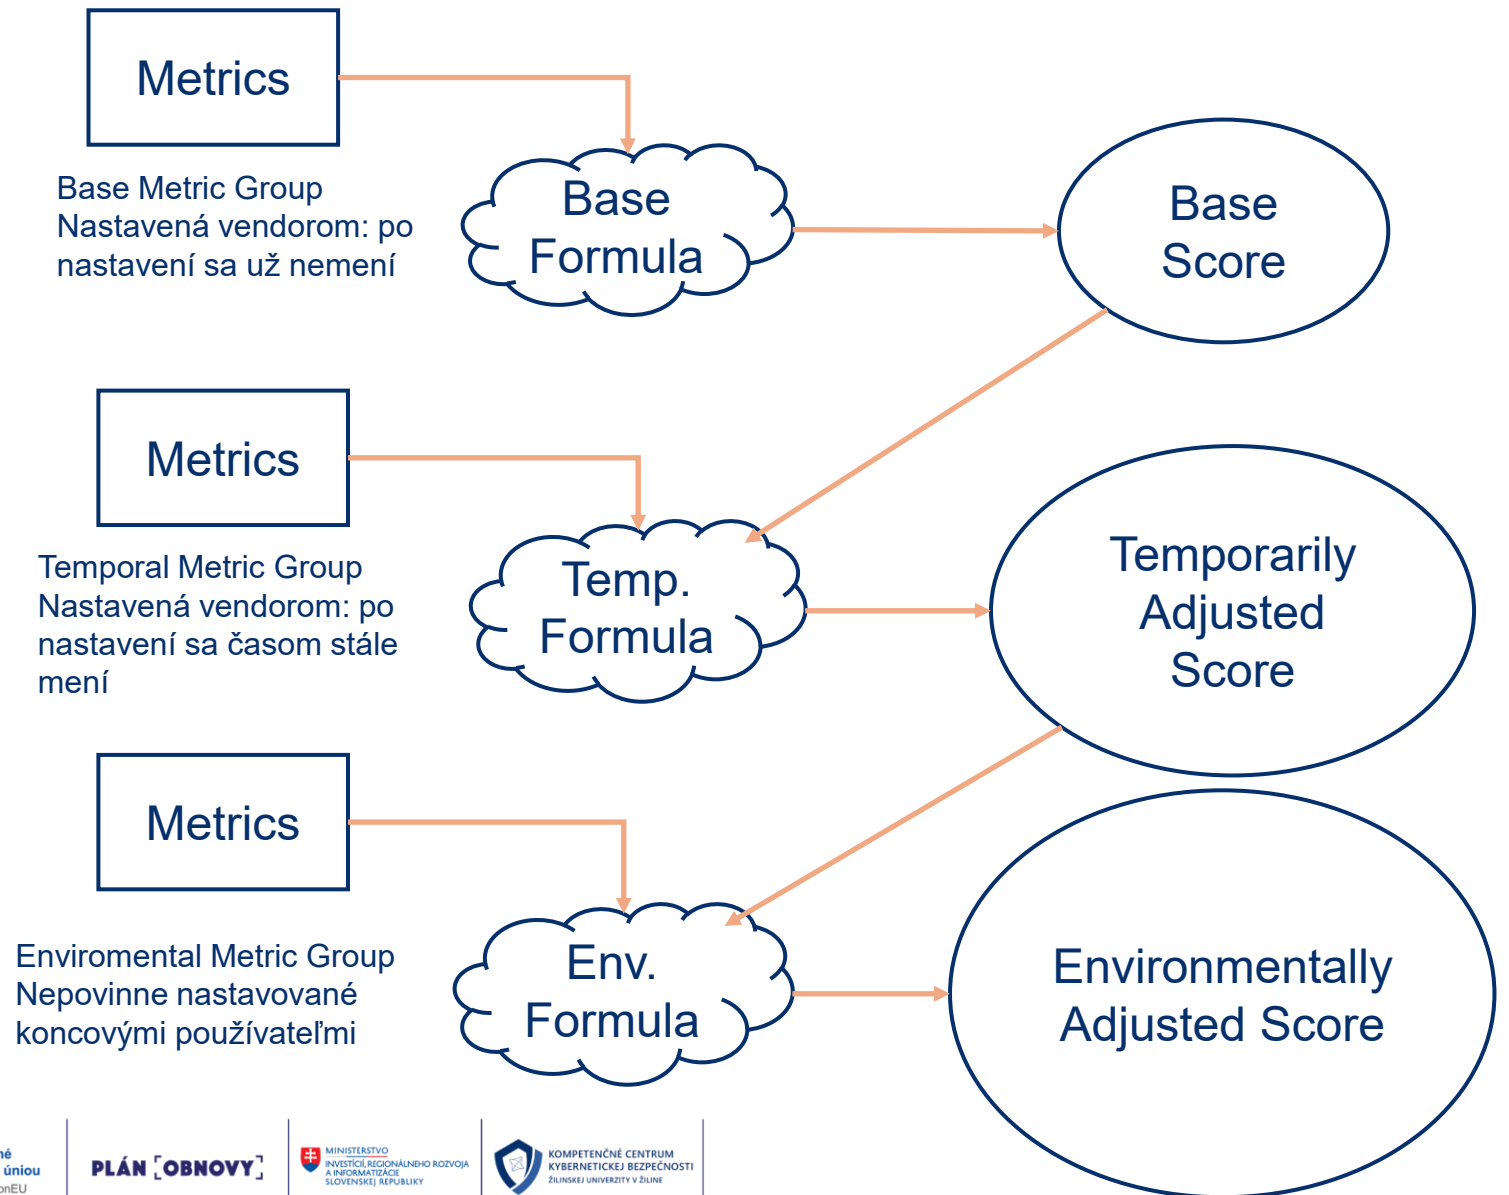 Metrics
Base Metric Group
Nastavená vendorom: po
nastavení sa už nemení
Base
Formula
Base
Score
Metrics
Temporal Metric Group
Nastavená vendorom: po
nastavení sa časom stále
mení
Temp.
Formula
Temporarily
Adjusted
Score
Metrics
Enviromental Metric Group
Nepovinne nastavované
koncovými používateľmi
Env.
Formula
Environmentally
Adjusted Score
né
úniou
onEU
PLÁN [OBNOVY]
MINISTERSTVO
INVESTÍCIÍ, REGIONÁLNEHO ROZVOJA
A INFORMATIZÁCIE
SLOVENSKEJ REPUBLIKY
KOMPETENČNÉ CENTRUM
KYBERNETICKEJ BEZPEČNOSTI
ŽILINSKEJ UNIVERZITY V ŽILINE